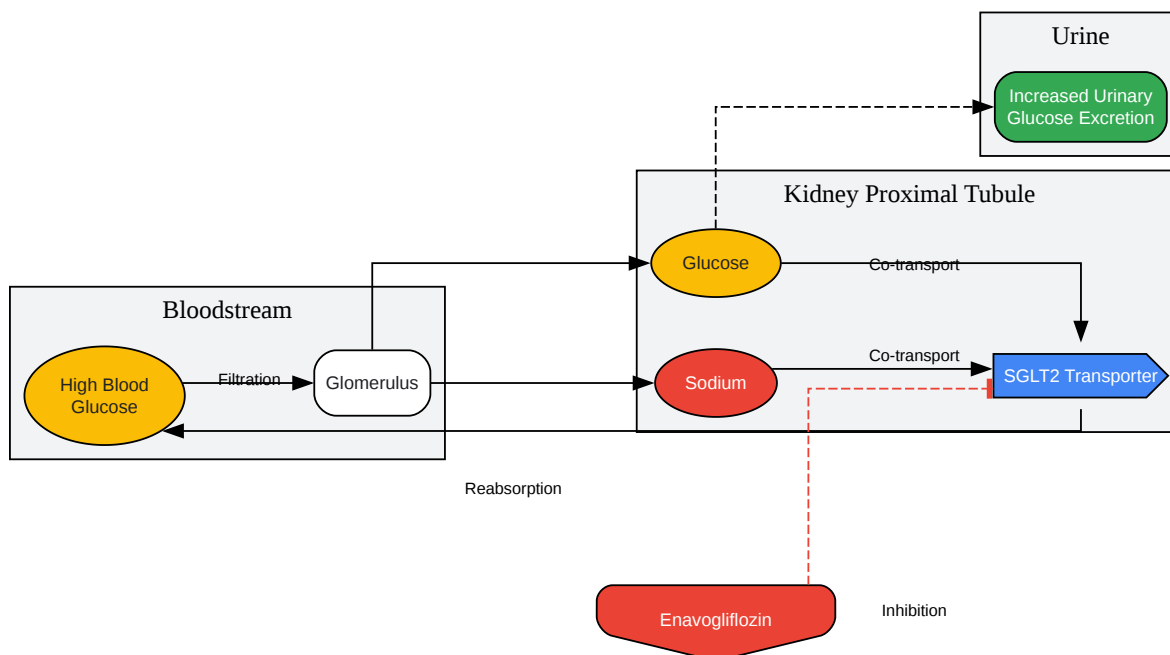 Urine
Increased Urinary
Glucose Excretion
Kidney Proximal Tubule
Glucose
Co-transport
Bloodstream
High Blood
Glucose
Filtration
Glomerulus
Sodium
Co-transport
SGLT2 Transporter
Reabsorption
Enavogliflozin
Inhibition